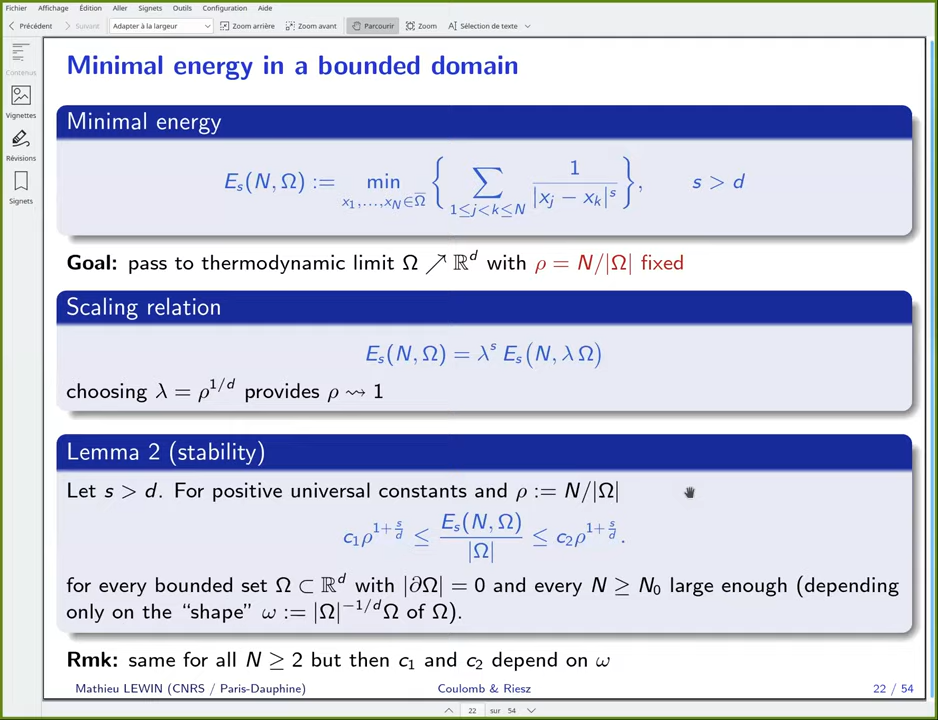 Fichier Affichage Édition Aller Signets Outils Configuration Aide
Précédent Suivant Adapter à la largeur Zoom arrière Zoom avant Parcourir Zoom Sélection de texte
Contenus
Vignettes
Révisions
Signets
Minimal energy in a bounded domain
Minimal energy
E_s(N, Ω) := min_{x_1,…,x_N∈Ω̅} { ∑_{1≤j<k≤N} 1/|x_j − x_k|^s }, s > d
Goal: pass to thermodynamic limit Ω ↗ ℝ^d with ρ = N/|Ω| fixed
Scaling relation
E_s(N, Ω) = λ^s E_s(N, λ Ω)
choosing λ = ρ^{1/d} provides ρ ⇝ 1
Lemma 2 (stability)
Let s > d. For positive universal constants and ρ := N/|Ω|
c_1ρ^{1+s/d} ≤ E_s(N, Ω)/|Ω| ≤ c_2ρ^{1+s/d}.
for every bounded set Ω ⊂ ℝ^d with |∂Ω| = 0 and every N ≥ N_0 large enough (depending
only on the “shape” ω := |Ω|^{−1/d}Ω of Ω).
Rmk: same for all N ≥ 2 but then c_1 and c_2 depend on ω
Mathieu LEWIN (CNRS / Paris-Dauphine) Coulomb & Riesz 22 / 54
22 sur 54